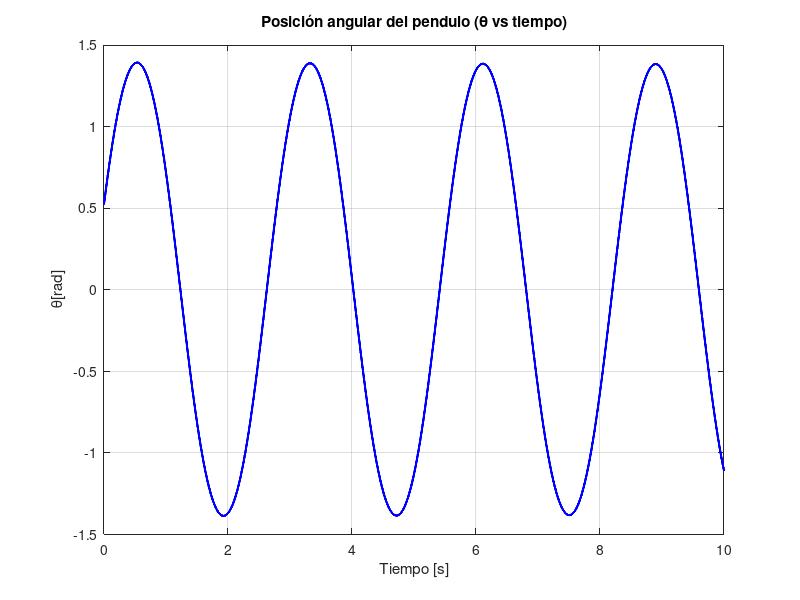 Posición angular del pendulo (θ vs tiempo)
1.5
1
0.5
0
-0.5
-1
-1.5
θ[rad]
0 2 4 6 8 10
Tiempo [s]